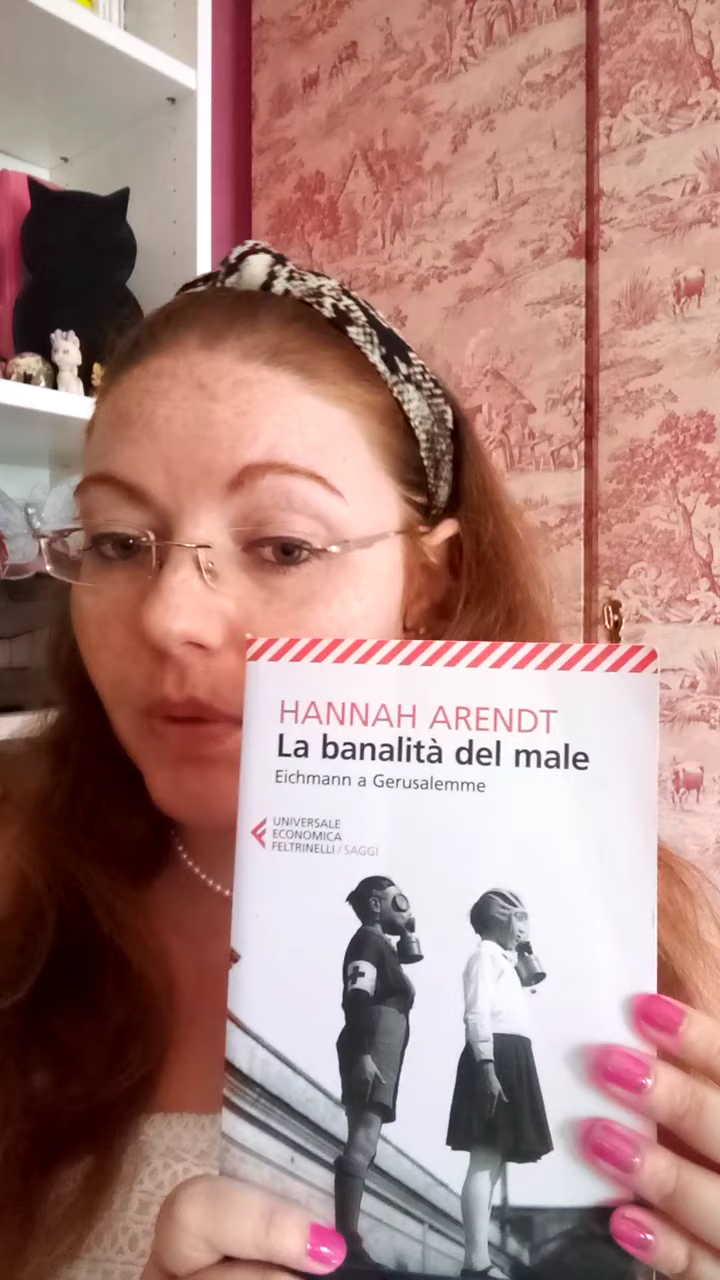 HANNAH ARENDT
La banalità del male
Eichmann a Gerusalemme
UNIVERSALE
ECONOMICA
FELTRINELLI / SAGGI